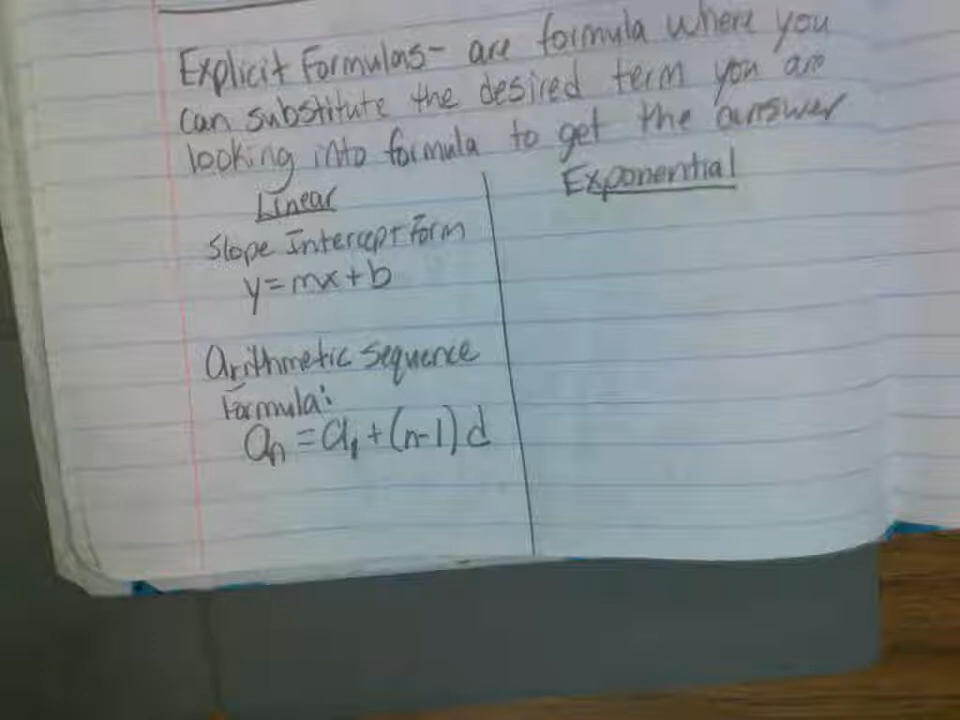 Explicit Formulas- are formula where you
can substitute the desired term you are
looking into formula to get the answer
Linear
Slope Intercept Form
y=mx+b
Arithmetic Sequence
Formula:
aₙ = a₁ + (n-1)d
Exponential